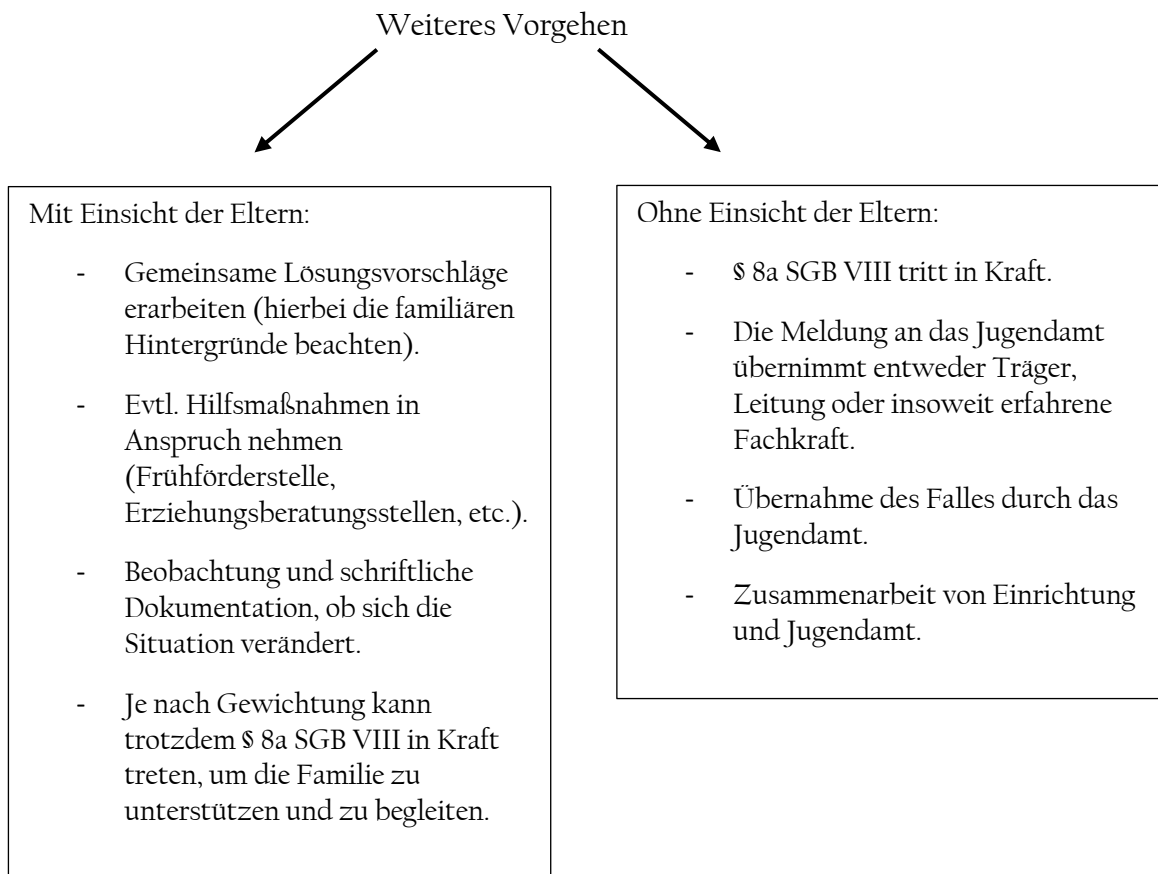 Weiteres Vorgehen
Mit Einsicht der Eltern:
- Gemeinsame Lösungsvorschläge
erarbeiten (hierbei die familiären
Hintergründe beachten).
- Evtl. Hilfsmaßnahmen in
Anspruch nehmen
(Frühförderstelle,
Erziehungsberatungsstellen, etc.).
- Beobachtung und schriftliche
Dokumentation, ob sich die
Situation verändert.
- Je nach Gewichtung kann
trotzdem § 8a SGB VIII in Kraft
treten, um die Familie zu
unterstützen und zu begleiten.
Ohne Einsicht der Eltern:
- § 8a SGB VIII tritt in Kraft.
- Die Meldung an das Jugendamt
übernimmt entweder Träger,
Leitung oder insoweit erfahrene
Fachkraft.
- Übernahme des Falles durch das
Jugendamt.
- Zusammenarbeit von Einrichtung
und Jugendamt.